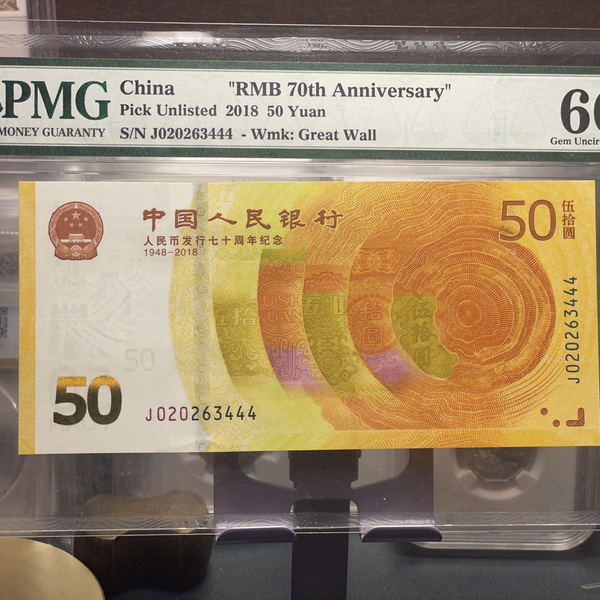 PMG
MONEY GUARANTY
China "RMB 70th Anniversary"
Pick Unlisted 2018 50 Yuan
S/N J020263444 - Wmk: Great Wall
Gem Uncirc
中国人民银行
人民币发行七十周年纪念
1948-2018
50
伍拾圆
J020263444
50
J020263444
50